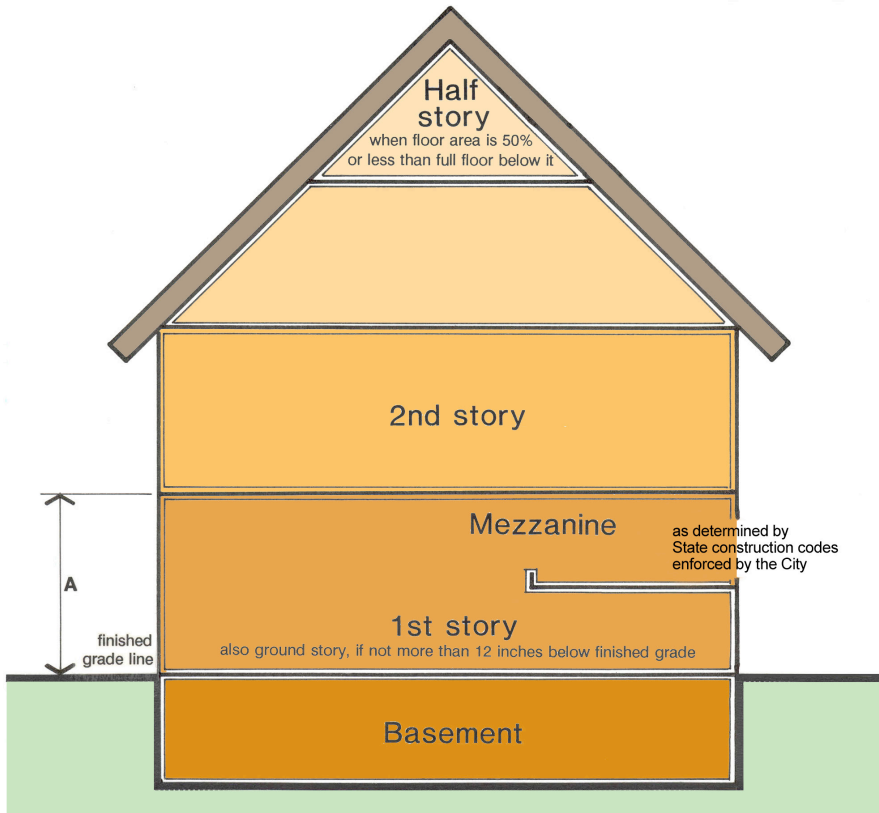 Half
story
when floor area is 50%
or less than full floor below it
2nd story
Mezzanine
as determined by
State construction codes
enforced by the City
A
1st story
also ground story, if not more than 12 inches below finished grade
finished
grade line
Basement